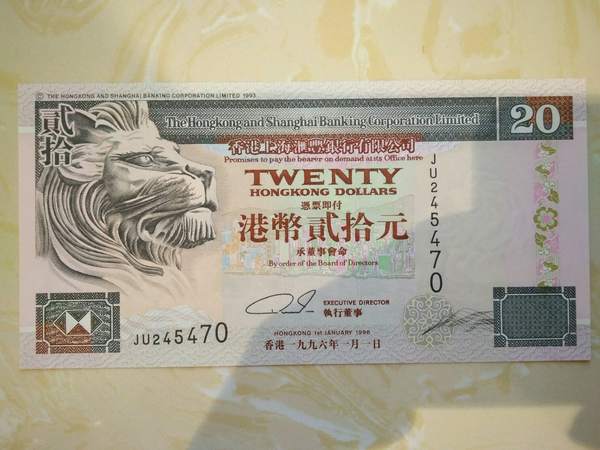 © THE HONGKONG AND SHANGHAI BANKING CORPORATION LIMITED 1993
貳拾
The Hongkong and Shanghai Banking Corporation Limited
20
香港上海滙豐銀行有限公司
Promises to pay the bearer on demand at its Office here
TWENTY
HONGKONG DOLLARS
憑票即付
港幣貳拾元
承董事會命
By order of the Board of Directors
JU245470
EXECUTIVE DIRECTOR
執行董事
JU245470
HONGKONG 1ST JANUARY 1996
香港一九九六年一月一日